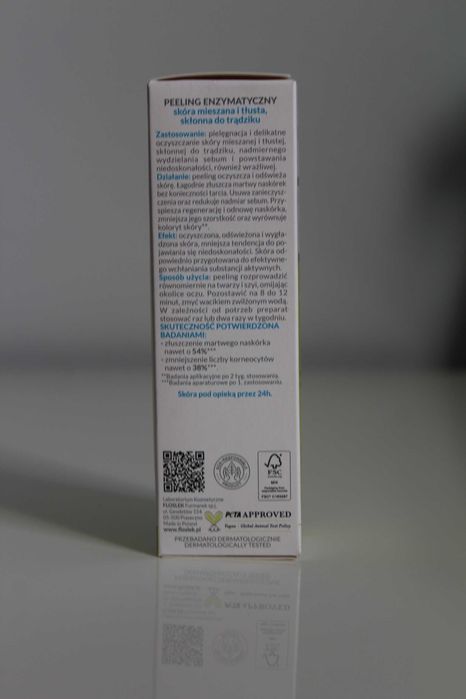 PEELING ENZYMATYCZNY
skóra mieszana i tłusta,
skłonna do trądziku
Zastosowanie: pielęgnacja i delikatne
oczyszczanie skóry mieszanej i tłustej,
skłonnej do trądziku, nadmiernego
wydzielania sebum i powstawania
niedoskonałości, również wrażliwej.
Działanie: peeling oczyszcza i odświeża
skórę. Łagodnie złuszcza martwy naskórek
bez konieczności tarcia. Usuwa zanieczysz-
czenia oraz redukuje nadmiar sebum. Przy-
spiesza regenerację i odnowę naskórka,
zmniejsza jego szorstkość oraz wyrównuje
koloryt skóry**.
Efekt: oczyszczona, odświeżona i wygła-
dzona skóra, mniejsza tendencja do po-
jawiania się niedoskonałości. Skóra od-
powiednio przygotowana do efektywne-
go wchłaniania substancji aktywnych.
Sposób użycia: peeling rozprowadzić
równomiernie na twarzy i szyi, omijając
okolice oczu. Pozostawić na 8 do 12
minut, zmyć wacikiem zwilżonym wodą.
W zależności od potrzeb preparat
stosować raz lub dwa razy w tygodniu.
SKUTECZNOŚĆ POTWIERDZONA
BADANIAMI:
- złuszczenie martwego naskórka
nawet o 54%***
- zmniejszenie liczby korneocytów
nawet o 38%***.
**Badania aplikacyjne po 2 tyg. stosowania.
***Badania aparaturowe po 1. zastosowaniu.
Skóra pod opieką przez 24h.
FSC
MIX
Laboratorium Kosmetyczne
FLOSLEK Furmanek sp.j.
05-500 Piaseczno
Made in Poland
www.floslek.pl
PETA APPROVED
Vegan | Global Animal Test Policy
PRZEBADANO DERMATOLOGICZNIE
DERMATOLOGICALLY TESTED